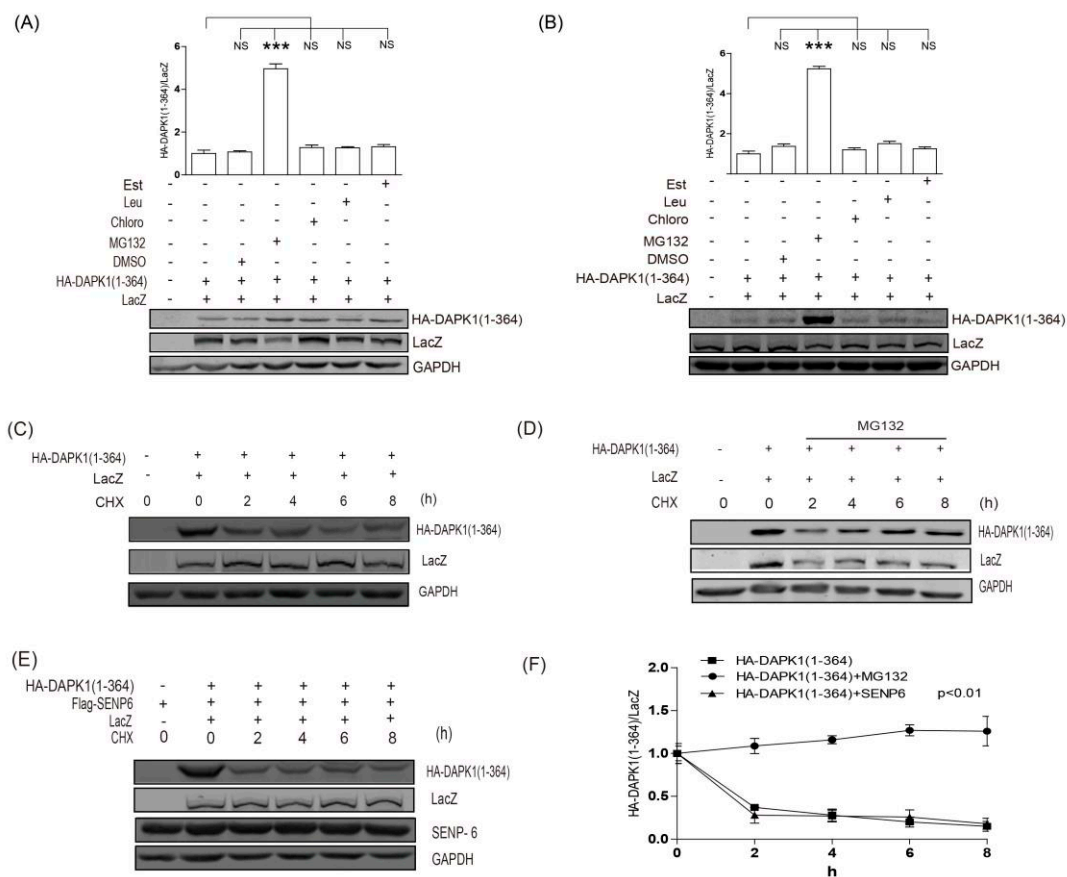 (A)
NS *** NS NS NS
HA-DAPK1(1-364)/LacZ
6
4
2
0
Est - - - - - - +
Leu - - - - - + -
Chloro - - - - + - -
MG132 - - - + - - -
DMSO - - + - - - -
HA-DAPK1(1-364) - + + + + + +
LacZ - + + + + + +
HA-DAPK1(1-364)
LacZ
GAPDH
(B)
NS *** NS NS NS
HA-DAPK1(1-364)/LacZ
6
4
2
0
Est - - - - - - +
Leu - - - - - + -
Chloro - - - - + - -
MG132 - - - + - - -
DMSO - - + - - - -
HA-DAPK1(1-364) - + + + + + +
LacZ - + + + + + +
HA-DAPK1(1-364)
LacZ
GAPDH
(C)
HA-DAPK1(1-364) - + + + + +
LacZ - + + + + +
CHX 0 0 2 4 6 8 (h)
HA-DAPK1(1-364)
LacZ
GAPDH
(D)
MG132
HA-DAPK1(1-364) - + + + + +
LacZ - + + + + +
CHX 0 0 2 4 6 8 (h)
HA-DAPK1(1-364)
LacZ
GAPDH
(E)
HA-DAPK1(1-364) - + + + + +
Flag-SENP6 + + + + + +
LacZ - + + + + +
CHX 0 0 2 4 6 8 (h)
HA-DAPK1(1-364)
LacZ
SENP- 6
GAPDH
(F)
HA-DAPK1(1-364)
HA-DAPK1(1-364)+MG132
HA-DAPK1(1-364)+SENP6 p<0.01
HA-DAPK1(1-364)/LacZ
2.0
1.5
1.0
0.5
0.0
0 2 4 6 8
h